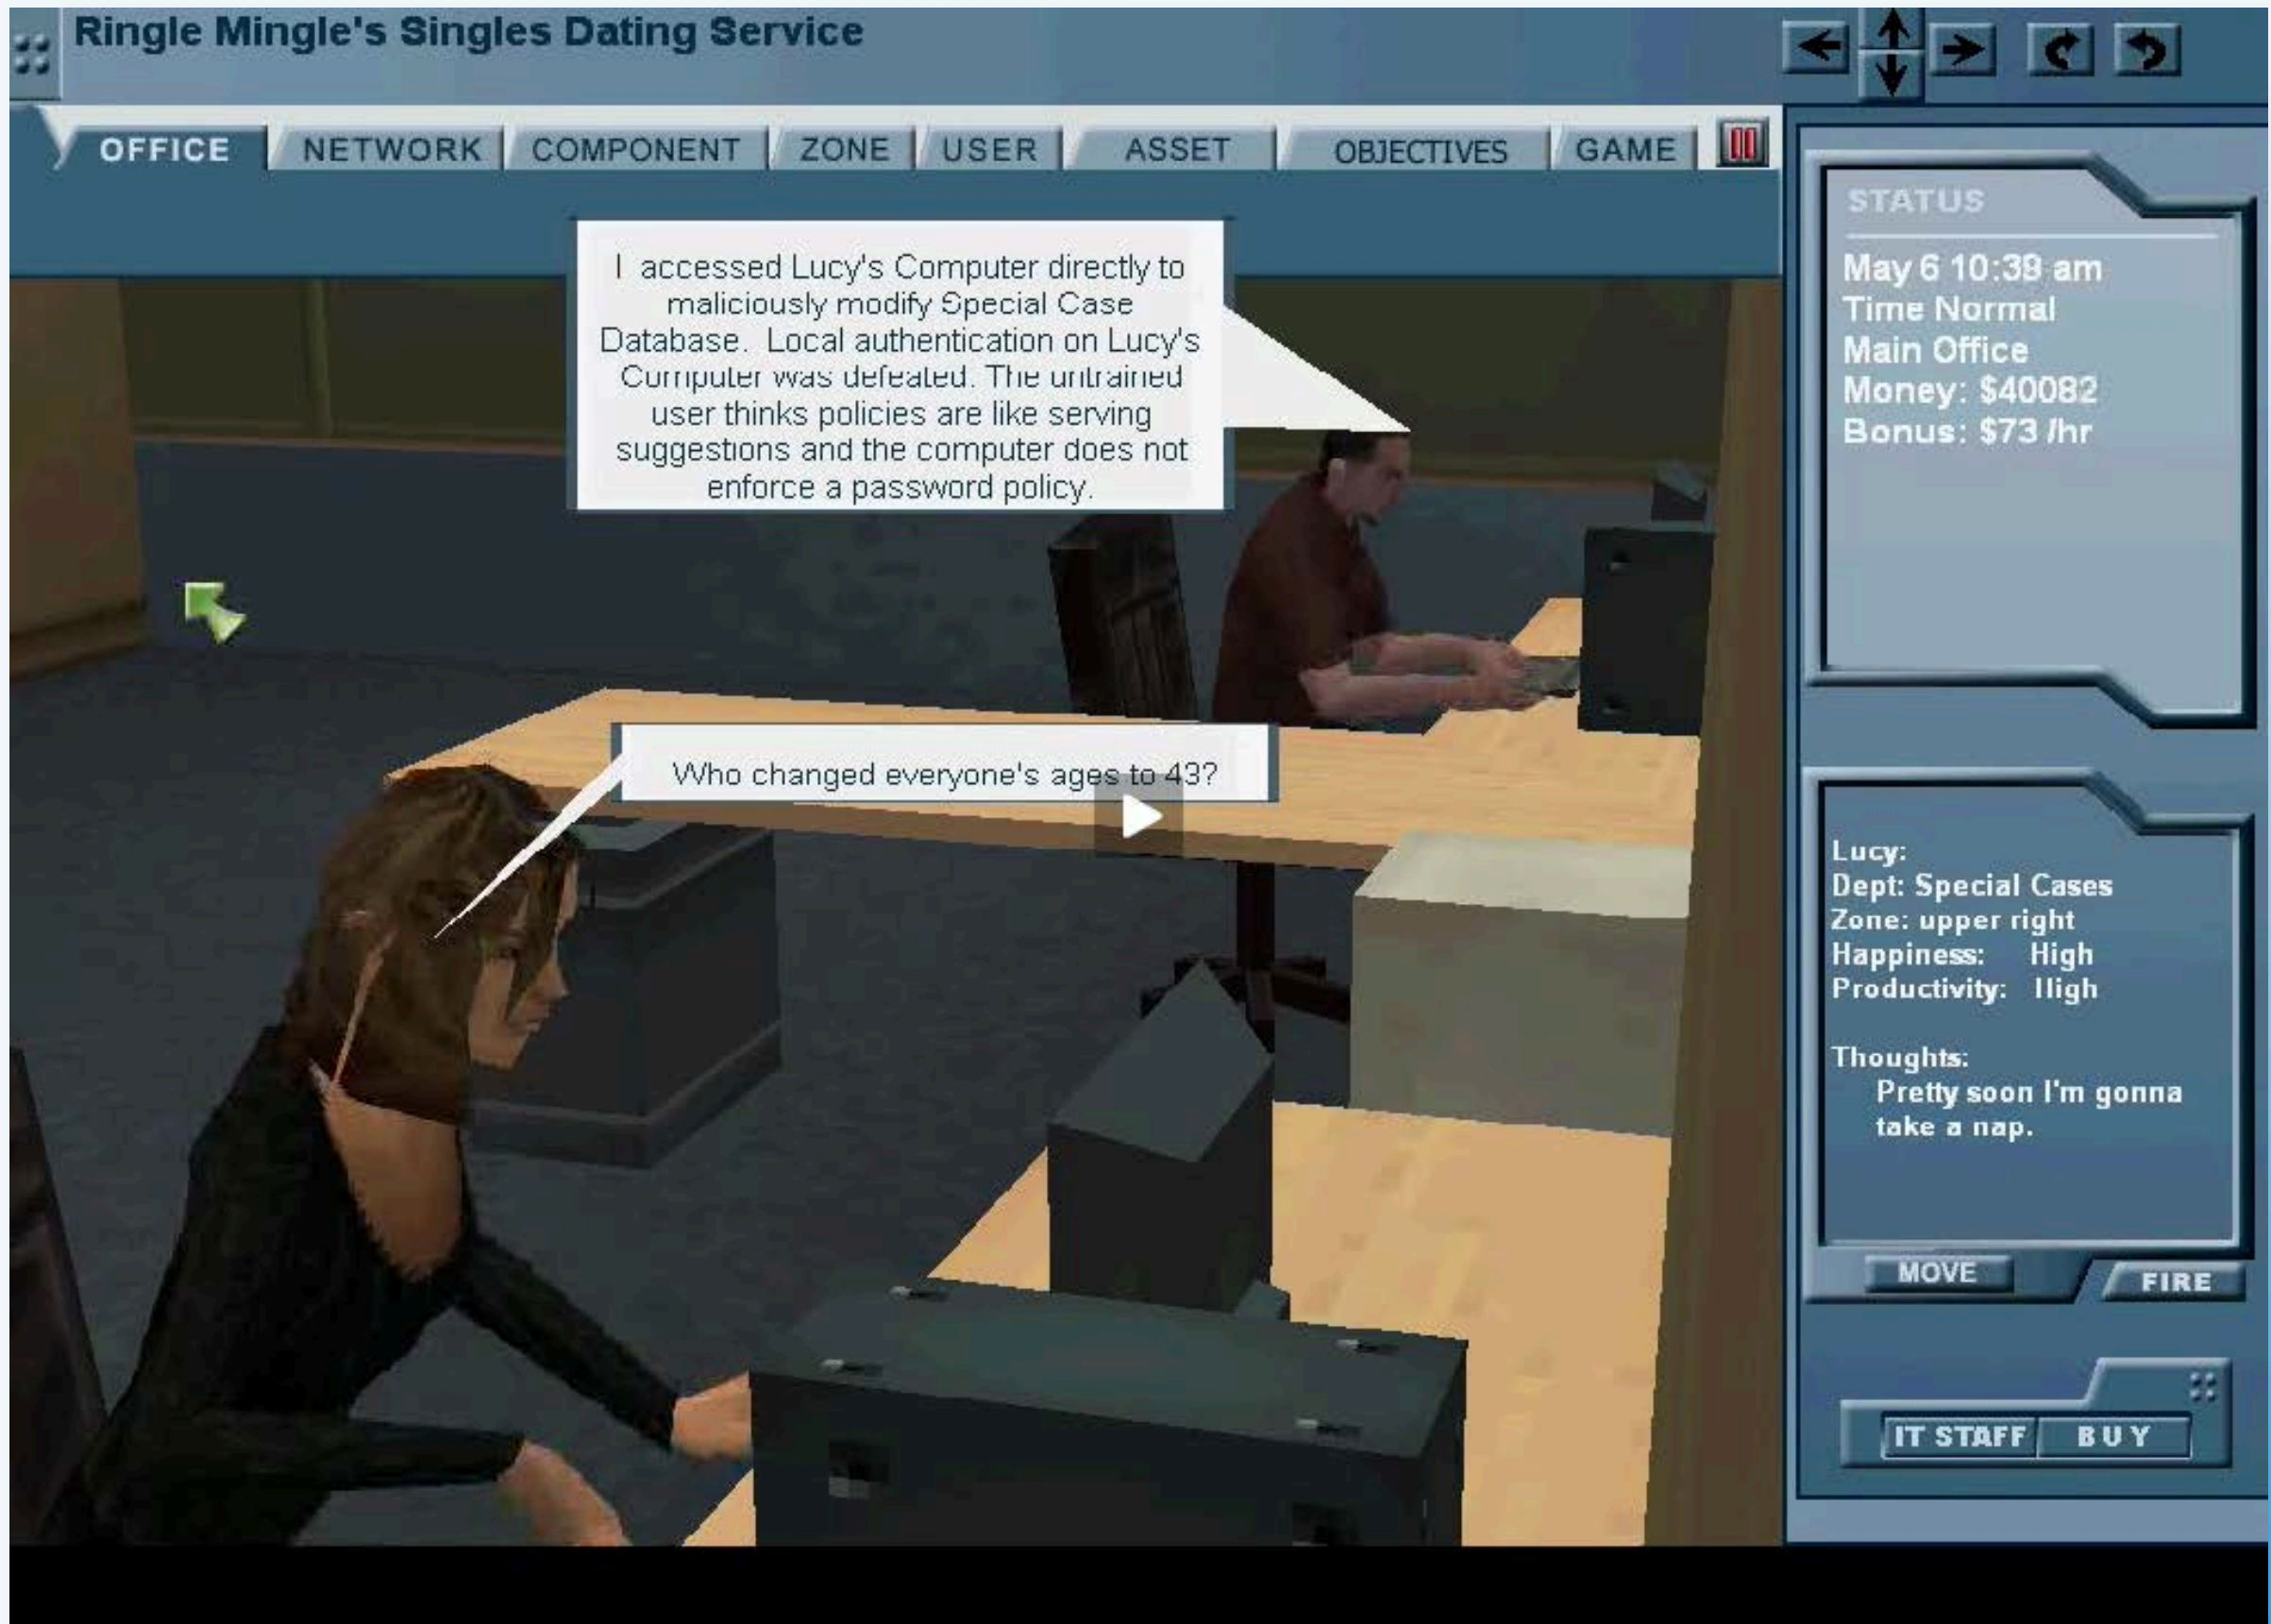 Ringle Mingle's Singles Dating Service
OFFICE
NETWORK
COMPONENT
ZONE
USER
ASSET
OBJECTIVES
GAME
I accessed Lucy's Computer directly to
maliciously modify Special Case
Database. Local authentication on Lucy's
Computer was defeated. The untrained
user thinks policies are like serving
suggestions and the computer does not
enforce a password policy.
Who changed everyone's ages to 43?
STATUS
May 6 10:39 am
Time Normal
Main Office
Money: $40082
Bonus: $73 /hr
Lucy:
Dept: Special Cases
Zone: upper right
Happiness: High
Productivity: High
Thoughts:
Pretty soon I'm gonna
take a nap.
MOVE
FIRE
IT STAFF
BUY